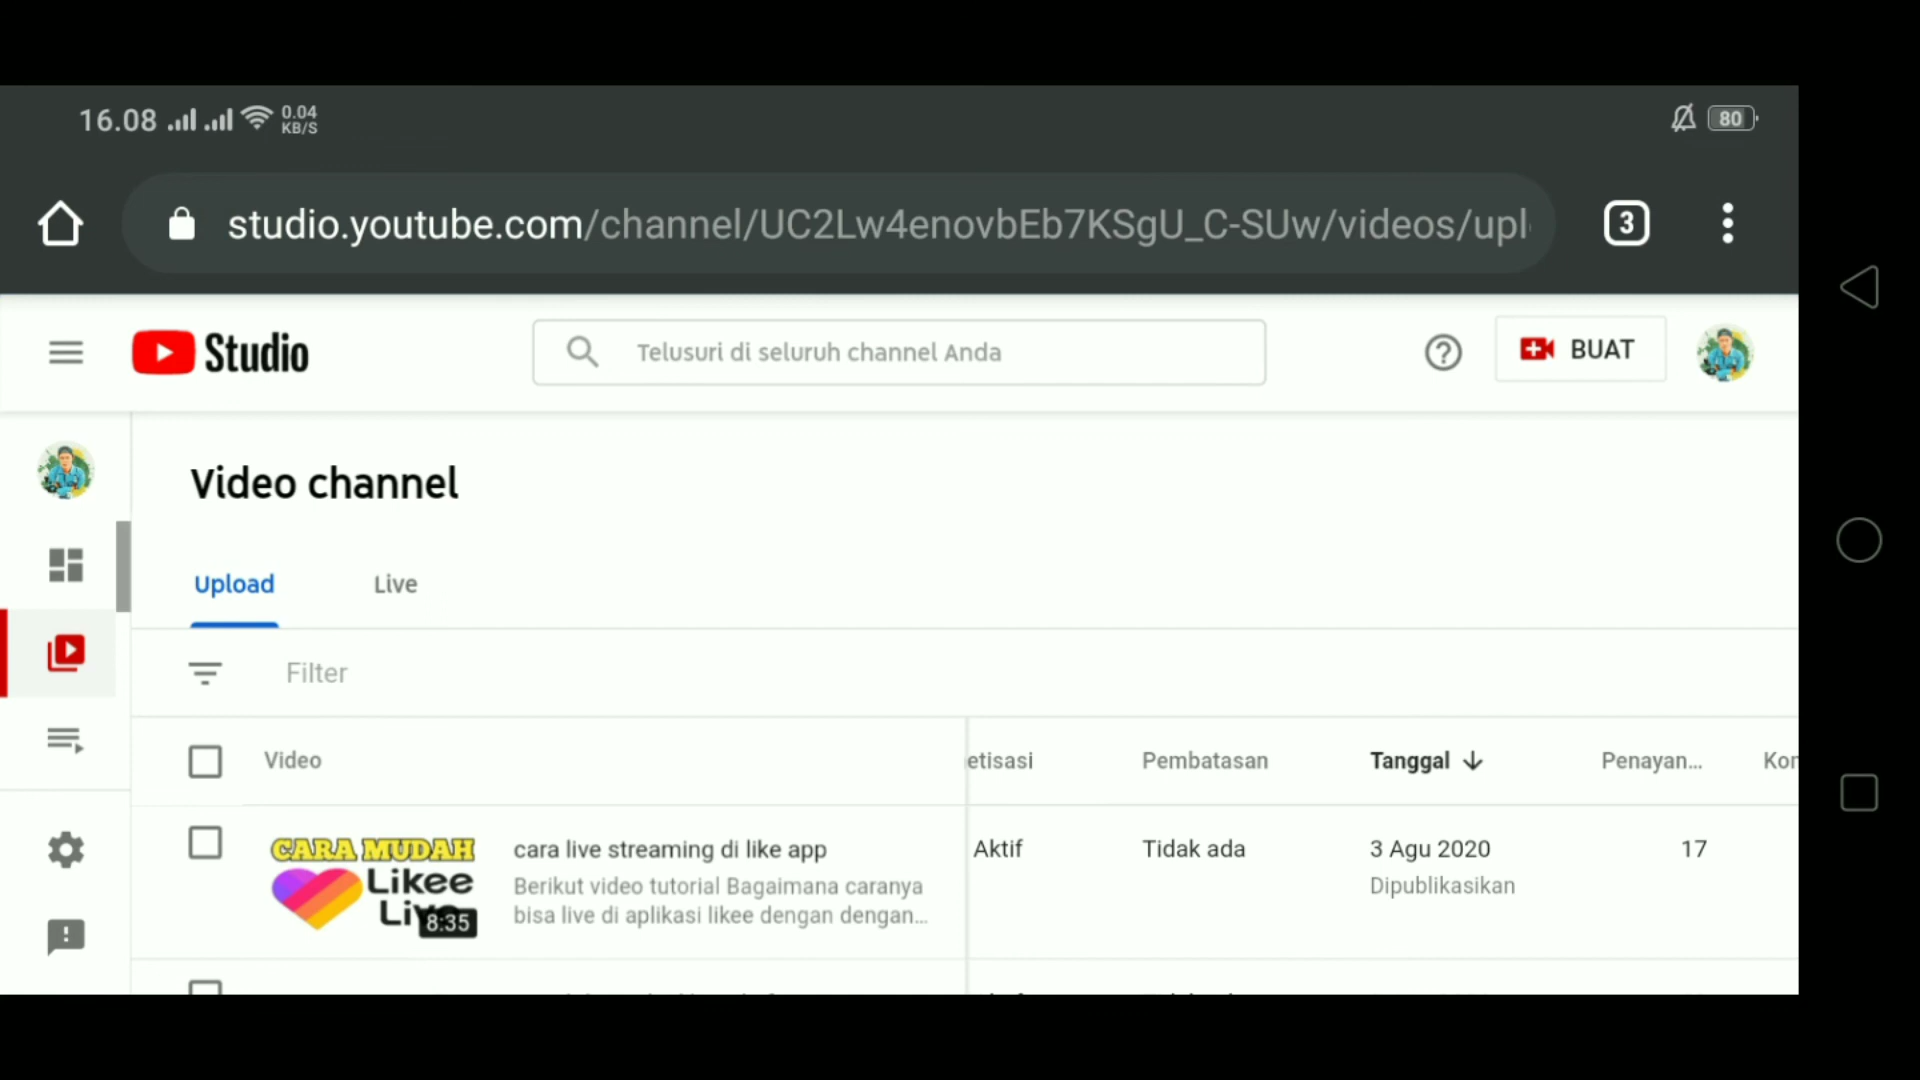 16.08 0.04 KB/S 80
studio.youtube.com/channel/UC2Lw4enovbEb7KSgU_C-SUw/videos/upl
3
Studio
Telusuri di seluruh channel Anda
BUAT
Video channel
Upload Live
Filter
Video etisasi Pembatasan Tanggal Penayan... Kor
CARA MUDAH
Likee
Live
8:35
cara live streaming di like app
Berikut video tutorial Bagaimana caranya
bisa live di aplikasi likee dengan dengan...
Aktif Tidak ada 3 Agu 2020 17
Dipublikasikan